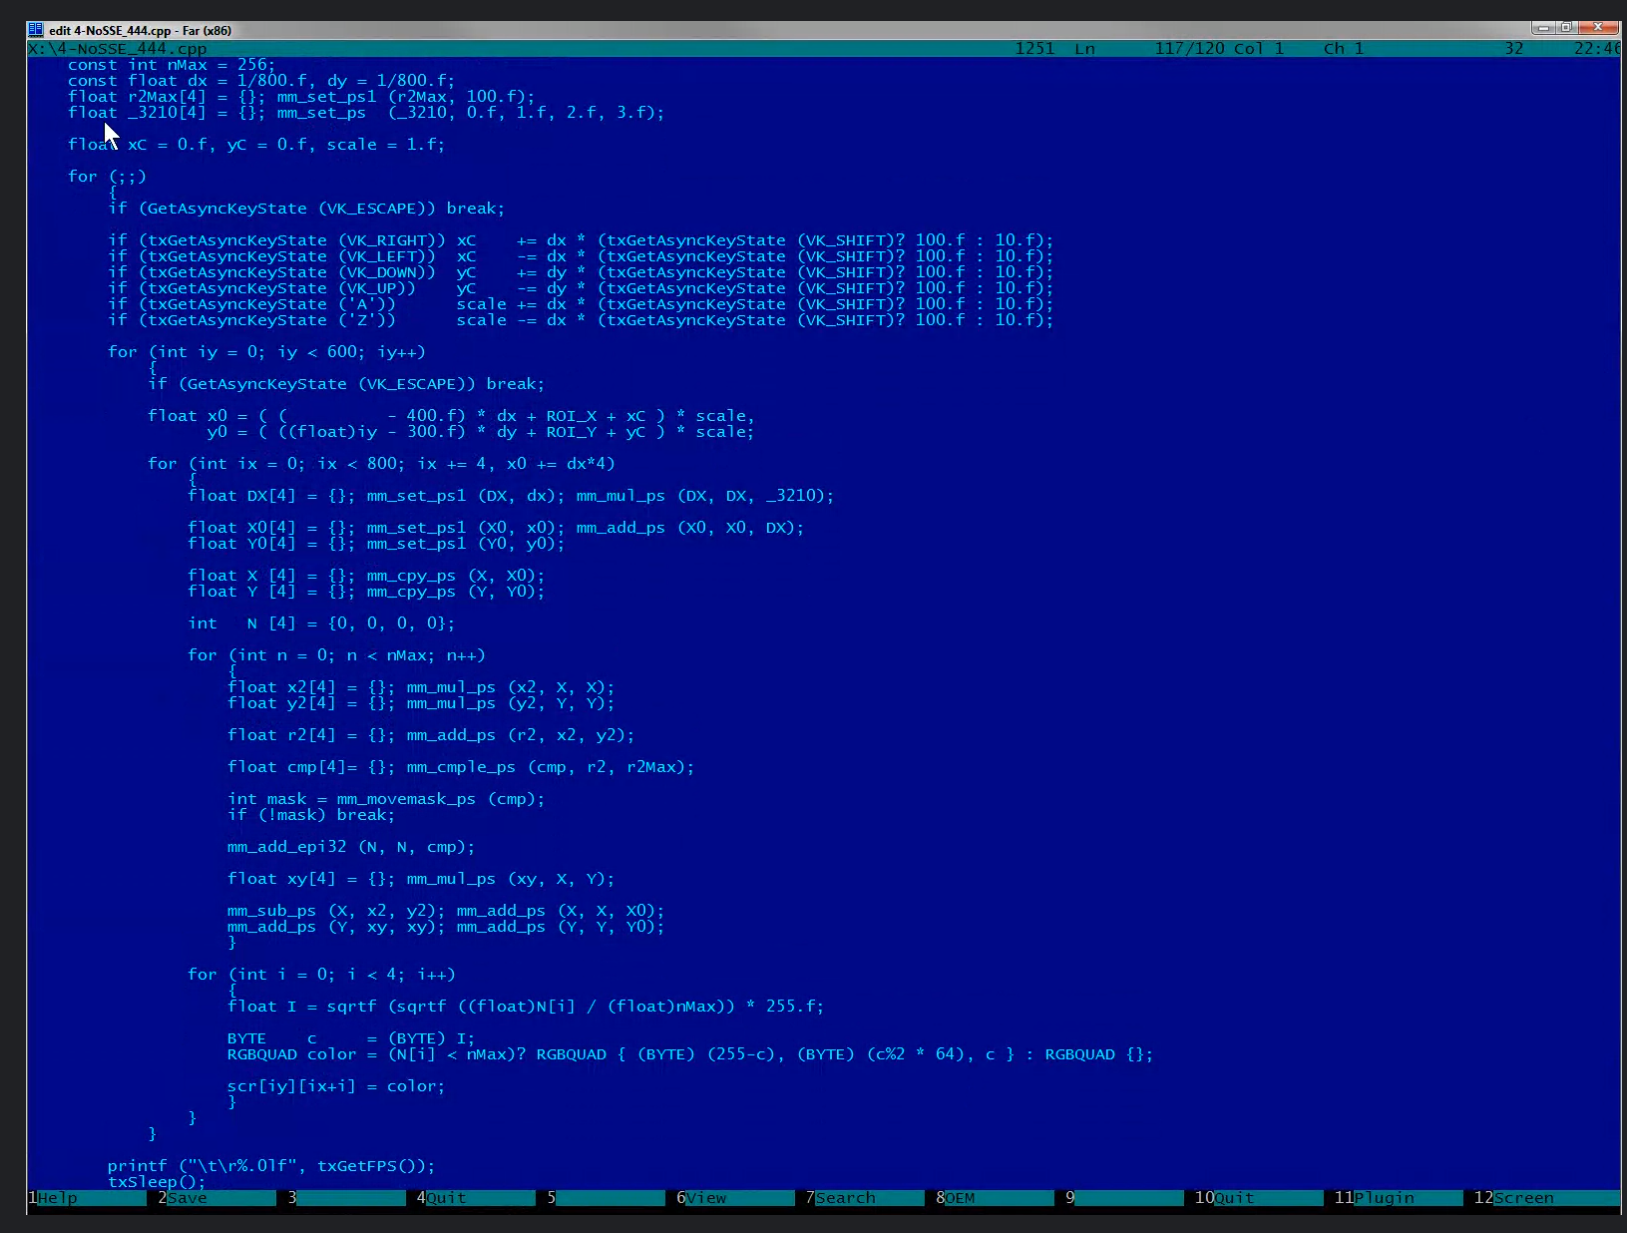 edit 4-NoSSE_444.cpp - Far (x86)
X:\4-NoSSE_444.cpp 1251 Ln 117/120 Col 1 Ch 1 32 22:46
const int nMax = 256;
const float dx = 1/800.f, dy = 1/800.f;
float r2Max[4] = {}; mm_set_ps1 (r2Max, 100.f);
float _3210[4] = {}; mm_set_ps  (_3210, 0.f, 1.f, 2.f, 3.f);
float xC = 0.f, yC = 0.f, scale = 1.f;
for (;;)
{
if (GetAsyncKeyState (VK_ESCAPE)) break;
if (txGetAsyncKeyState (VK_RIGHT)) xC    += dx * (txGetAsyncKeyState (VK_SHIFT)? 100.f : 10.f);
if (txGetAsyncKeyState (VK_LEFT))  xC    -= dx * (txGetAsyncKeyState (VK_SHIFT)? 100.f : 10.f);
if (txGetAsyncKeyState (VK_DOWN))  yC    += dy * (txGetAsyncKeyState (VK_SHIFT)? 100.f : 10.f);
if (txGetAsyncKeyState (VK_UP))    yC    -= dy * (txGetAsyncKeyState (VK_SHIFT)? 100.f : 10.f);
if (txGetAsyncKeyState ('A'))      scale += dx * (txGetAsyncKeyState (VK_SHIFT)? 100.f : 10.f);
if (txGetAsyncKeyState ('Z'))      scale -= dx * (txGetAsyncKeyState (VK_SHIFT)? 100.f : 10.f);
for (int iy = 0; iy < 600; iy++)
{
if (GetAsyncKeyState (VK_ESCAPE)) break;
float x0 = ( (          - 400.f) * dx + ROI_X + xC ) * scale,
y0 = ( ((float)iy - 300.f) * dy + ROI_Y + yC ) * scale;
for (int ix = 0; ix < 800; ix += 4, x0 += dx*4)
{
float DX[4] = {}; mm_set_ps1 (DX, dx); mm_mul_ps (DX, DX, _3210);
float X0[4] = {}; mm_set_ps1 (X0, x0); mm_add_ps (X0, X0, DX);
float Y0[4] = {}; mm_set_ps1 (Y0, y0);
float X [4] = {}; mm_cpy_ps (X, X0);
float Y [4] = {}; mm_cpy_ps (Y, Y0);
int   N [4] = {0, 0, 0, 0};
for (int n = 0; n < nMax; n++)
{
float x2[4] = {}; mm_mul_ps (x2, X, X);
float y2[4] = {}; mm_mul_ps (y2, Y, Y);
float r2[4] = {}; mm_add_ps (r2, x2, y2);
float cmp[4]= {}; mm_cmple_ps (cmp, r2, r2Max);
int mask = mm_movemask_ps (cmp);
if (!mask) break;
mm_add_epi32 (N, N, cmp);
float xy[4] = {}; mm_mul_ps (xy, X, Y);
mm_sub_ps (X, x2, y2); mm_add_ps (X, X, X0);
mm_add_ps (Y, xy, xy); mm_add_ps (Y, Y, Y0);
}
for (int i = 0; i < 4; i++)
{
float I = sqrtf (sqrtf ((float)N[i] / (float)nMax)) * 255.f;
BYTE    c     = (BYTE) I;
RGBQUAD color = (N[i] < nMax)? RGBQUAD { (BYTE) (255-c), (BYTE) (c%2 * 64), c } : RGBQUAD {};
scr[iy][ix+i] = color;
}
}
}
printf ("\t\r%.0lf", txGetFPS());
txSleep();
1Help 2Save 3 4Quit 5 6View 7Search 8OEM 9 10Quit 11Plugin 12Screen